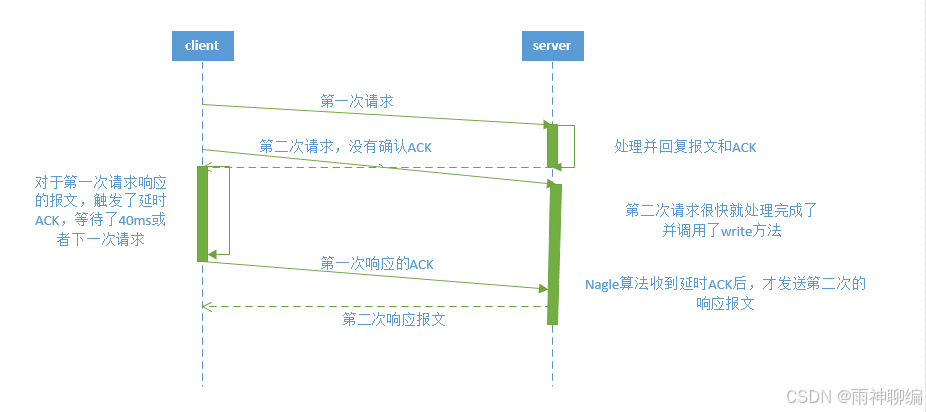 client
server
第一次请求
第二次请求，没有确认ACK
处理并回复报文和ACK
对于第一次请求响应
的报文，触发了延时
ACK，等待了40ms或
者下一次请求
第二次请求很快就处理完成了
并调用了write方法
第一次响应的ACK
Nagle算法收到延时ACK后，才发送第二次的
响应报文
第二次响应报文
CSDN @雨神聊编